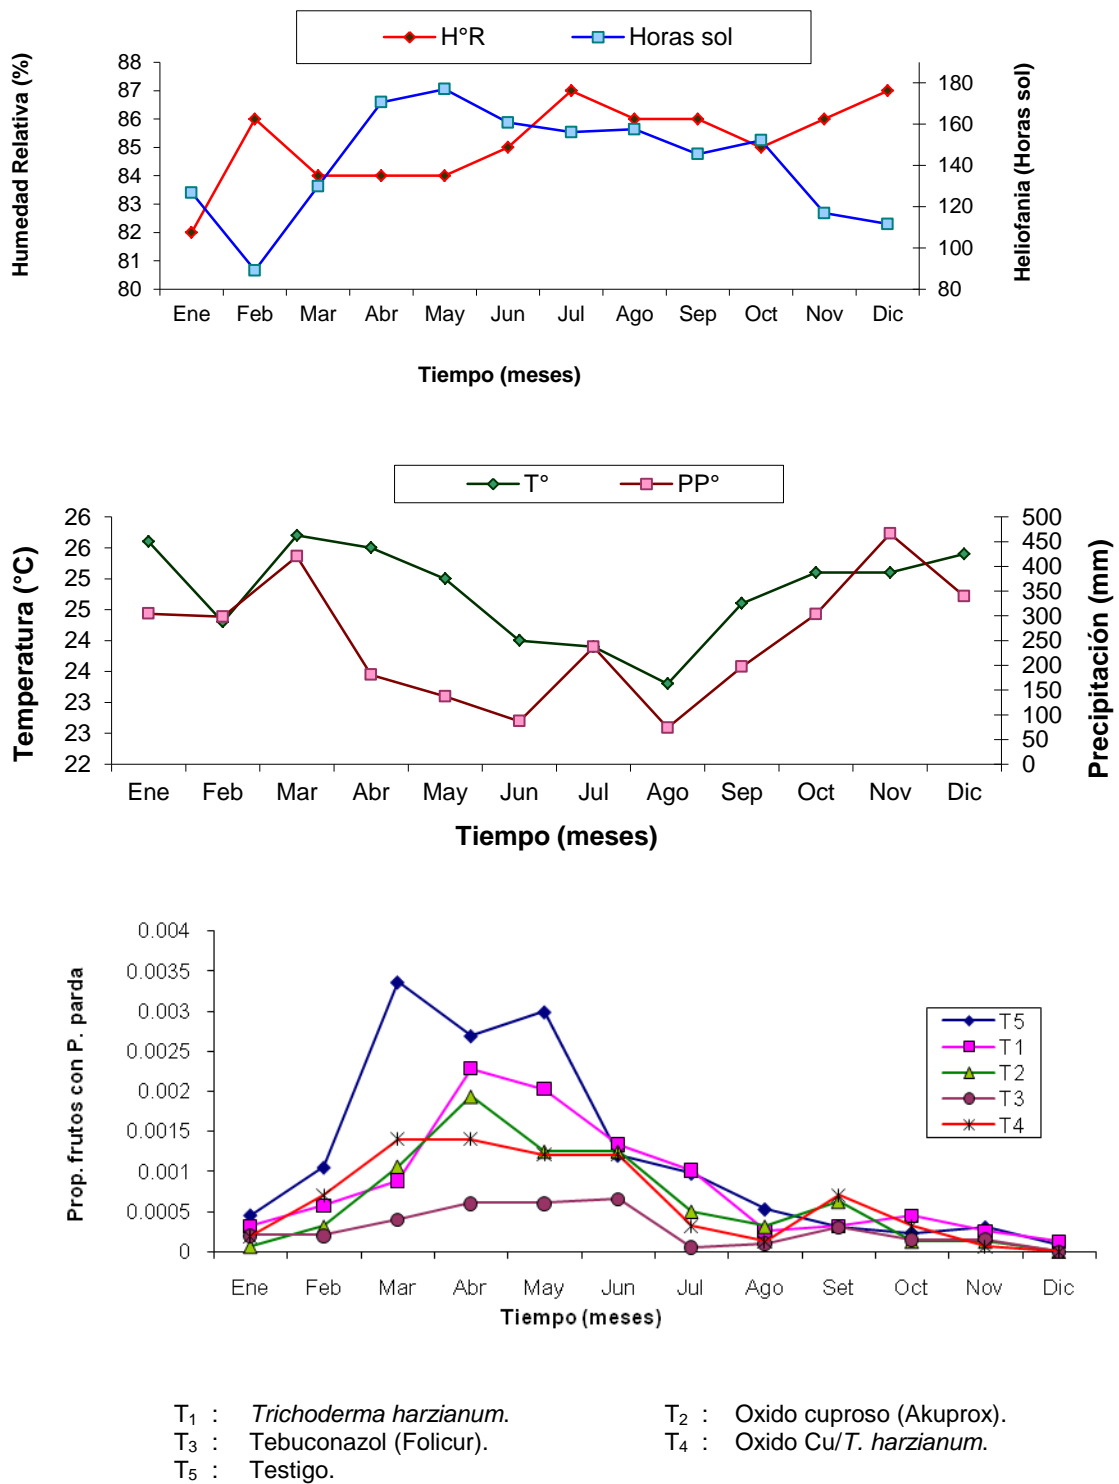 H°R Horas sol
Humedad Relativa (%)
88
87
86
85
84
83
82
81
80
180
160
140
120
100
80
Heliofania (Horas sol)
Ene Feb Mar Abr May Jun Jul Ago Sep Oct Nov Dic
Tiempo (meses)
T° PP°
Temperatura (°C)
26
26
25
25
24
24
23
23
22
500
450
400
350
300
250
200
150
100
50
0
Precipitación (mm)
Ene Feb Mar Abr May Jun Jul Ago Sep Oct Nov Dic
Tiempo (meses)
Prop. frutos con P. parda
0.004
0.0035
0.003
0.0025
0.002
0.0015
0.001
0.0005
0
T5
T1
T2
T3
T4
Ene Feb Mar Abr May Jun Jul Ago Set Oct Nov Dic
Tiempo (meses)
T1 : Trichoderma harzianum. T2 : Oxido cuproso (Akuprox).
T3 : Tebuconazol (Folicur). T4 : Oxido Cu/T. harzianum.
T5 : Testigo.